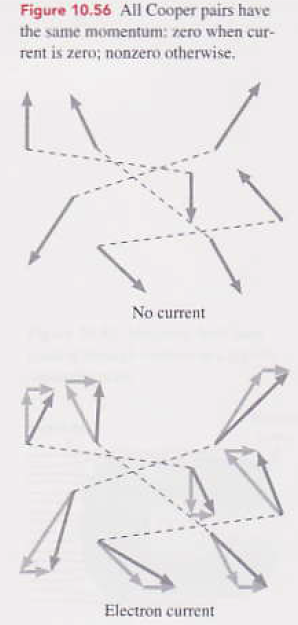 Figure 10.56 All Cooper pairs have
the same momentum: zero when cur-
rent is zero; nonzero otherwise.
No current
Electron current